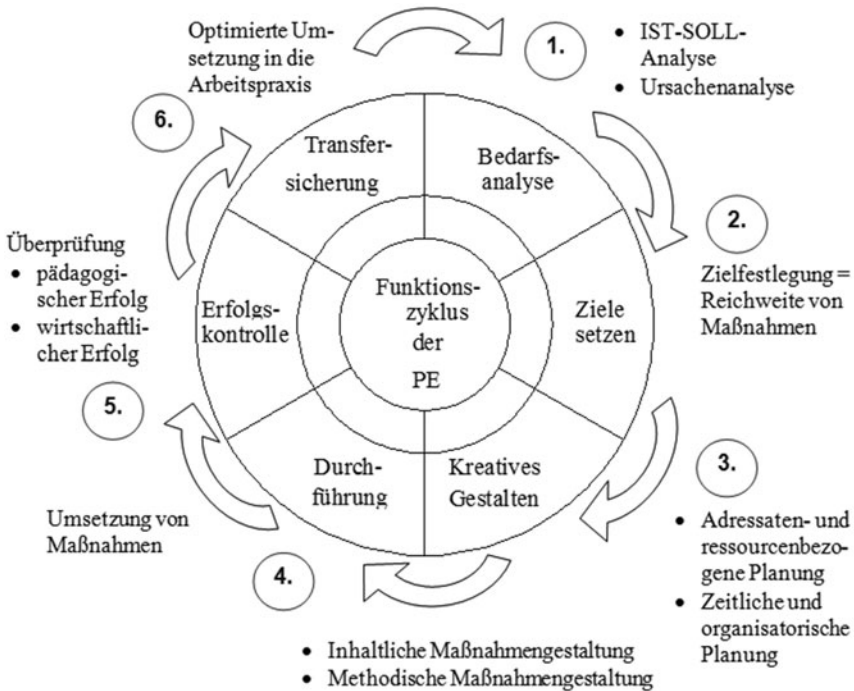 Optimierte Um-
setzung in die
Arbeitspraxis
1.
• IST-SOLL-
Analyse
• Ursachenanalyse
6.
Transfer-
sicherung
Bedarfs-
analyse
2.
Zielfestlegung =
Reichweite von
Maßnahmen
Überprüfung
• pädagogi-
scher Erfolg
• wirtschaftli-
cher Erfolg
Erfolgs-
kontrolle
Funktions-
zyklus
der
PE
Ziele
setzen
5.
3.
Durch-
führung
Kreatives
Gestalten
Umsetzung von
Maßnahmen
• Adressaten- und
ressourcenbezo-
gene Planung
• Zeitliche und
organisatorische
Planung
4.
• Inhaltliche Maßnahmengestaltung
• Methodische Maßnahmengestaltung